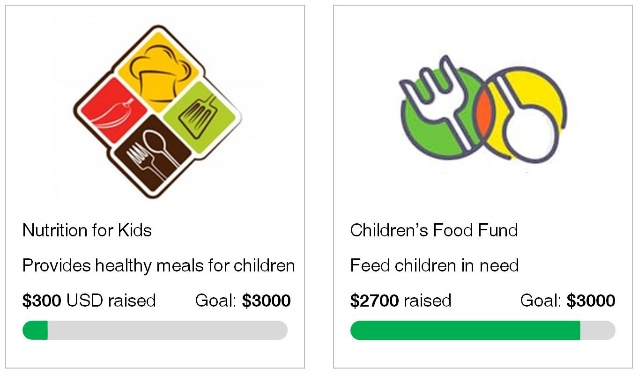 Nutrition for Kids
Provides healthy meals for children
$300 USD raised
Goal: $3000
Children's Food Fund
Feed children in need
$2700 raised
Goal: $3000